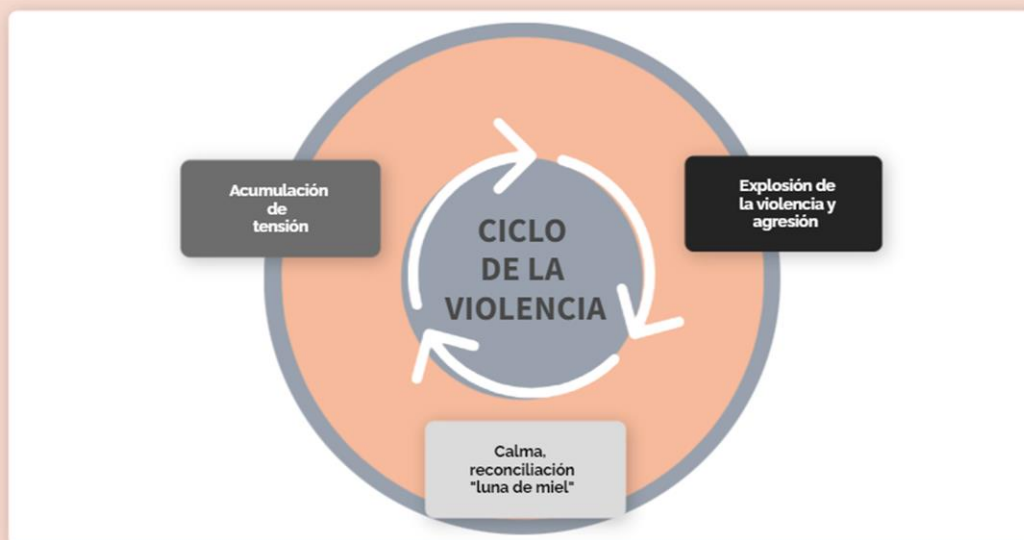 Acumulación
de
tensión
Explosión de
la violencia y
agresión
CICLO
DE LA
VIOLENCIA
Calma,
reconciliación
"luna de miel"